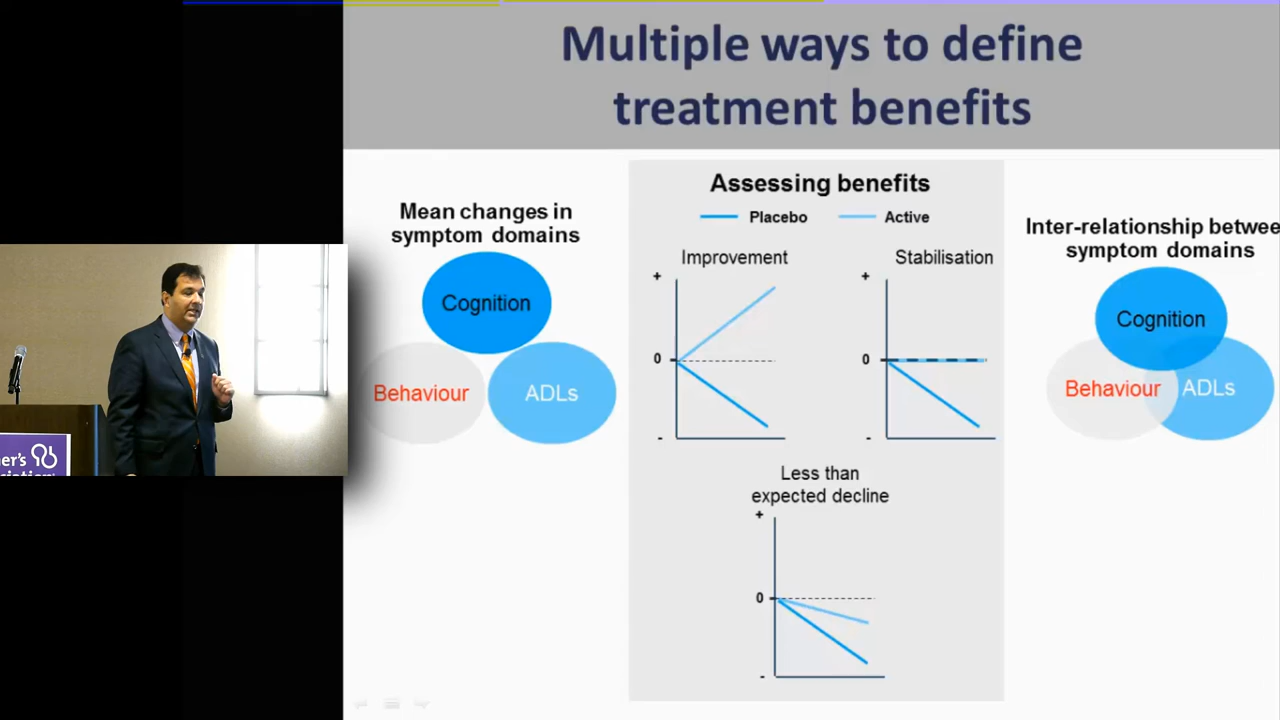 Multiple ways to define
treatment benefits
Mean changes in
symptom domains
Cognition
Behaviour
ADLs
Assessing benefits
Placebo
Active
Improvement
+
0
-
Stabilisation
+
0
-
Less than
expected decline
+
0
-
Inter-relationship betwee
symptom domains
Cognition
Behaviour
ADLs
ner's